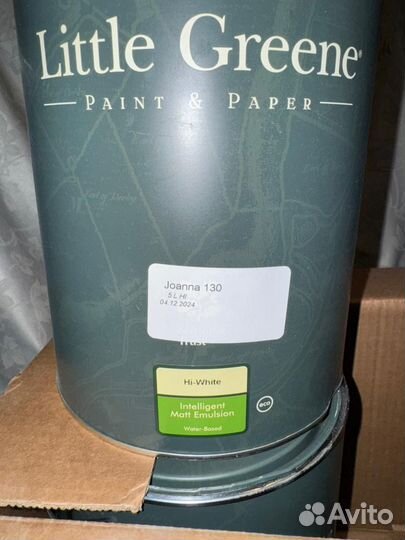 Little Greene®
PAINT & PAPER
Joanna 130
5 L HI
04.12.2024
Trust
Hi-White
Intelligent
Matt Emulsion
Water-Based
eco
Avito